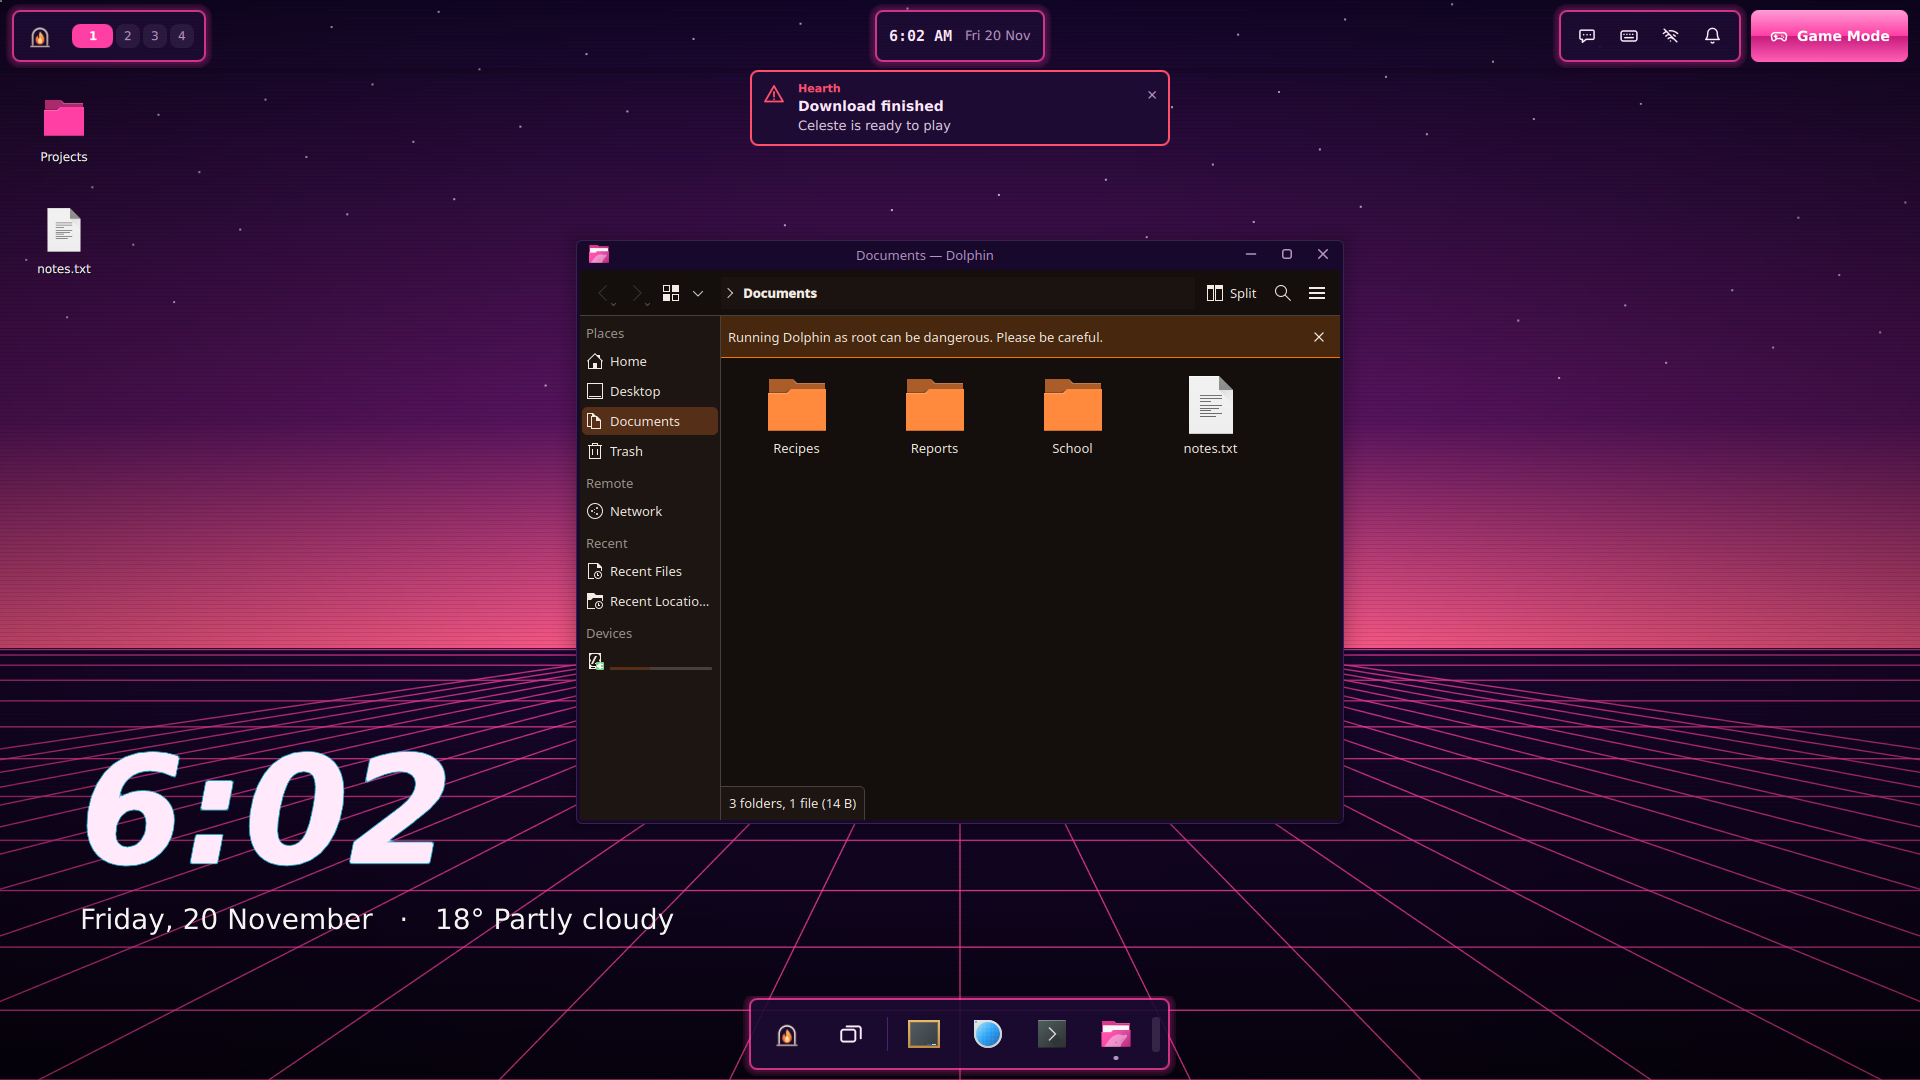 1 2 3 4
6:02 AM Fri 20 Nov
Game Mode
Hearth
Download finished
Celeste is ready to play
Projects
notes.txt
Documents — Dolphin
Documents
Split
Places
Home
Desktop
Documents
Trash
Remote
Network
Recent
Recent Files
Recent Locatio...
Devices
Running Dolphin as root can be dangerous. Please be careful.
Recipes
Reports
School
notes.txt
3 folders, 1 file (14 B)
6:02
Friday, 20 November · 18° Partly cloudy